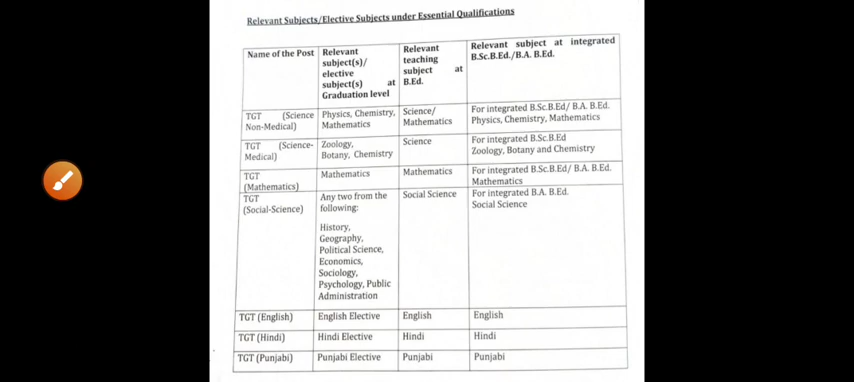 Relevant Subjects/Elective Subjects under Essential Qualifications
Name of the Post
Relevant
subject(s)/
elective
subject(s) at
Graduation level
Relevant
teaching
subject at
B.Ed.
Relevant subject at integrated
B.Sc.B.Ed./B.A. B.Ed.
TGT (Science
Non-Medical)
Physics, Chemistry,
Mathematics
Science/
Mathematics
For integrated B.Sc.B.Ed/ B.A. B.Ed.
Physics, Chemistry, Mathematics
TGT (Science-
Medical)
Zoology,
Botany, Chemistry
Science
For integrated B.Sc.B.Ed
Zoology, Botany and Chemistry
TGT
(Mathematics)
Mathematics
Mathematics
For integrated B.Sc.B.Ed/ B.A. B.Ed.
Mathematics
TGT
(Social-Science)
Any two from the
following:
History,
Geography,
Political Science,
Economics,
Sociology,
Psychology, Public
Administration
Social Science
For integrated B.A. B.Ed.
Social Science
TGT (English)
English Elective
English
English
TGT (Hindi)
Hindi Elective
Hindi
Hindi
TGT (Punjabi)
Punjabi Elective
Punjabi
Punjabi